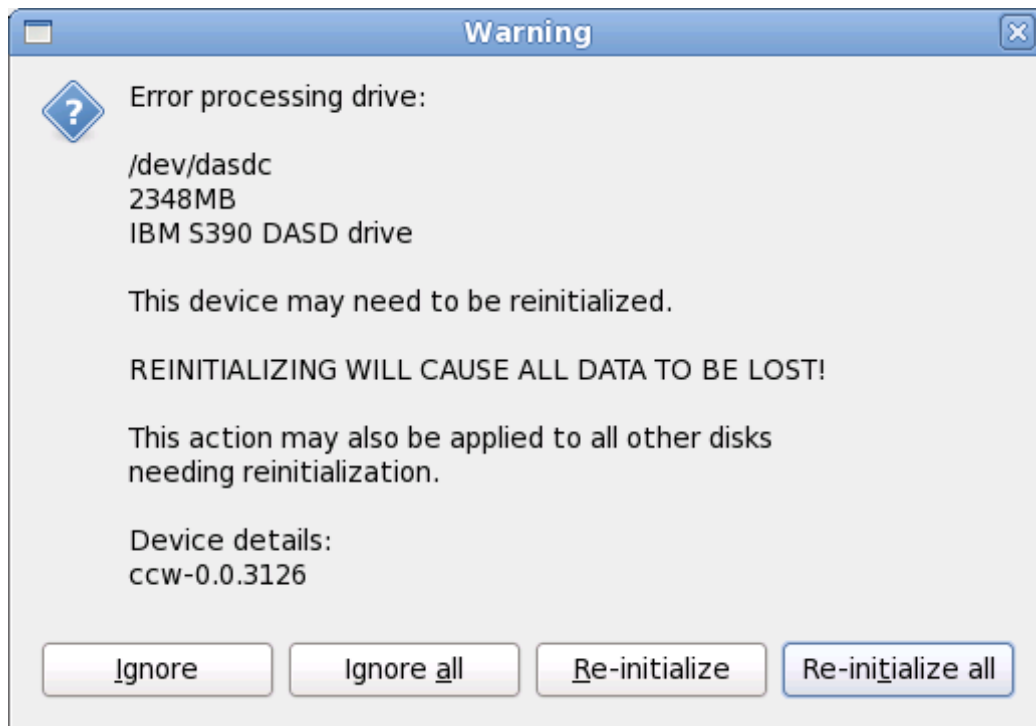 Warning
Error processing drive:
/dev/dasdc
2348MB
IBM S390 DASD drive
This device may need to be reinitialized.
REINITIALIZING WILL CAUSE ALL DATA TO BE LOST!
This action may also be applied to all other disks
needing reinitialization.
Device details:
ccw-0.0.3126
Ignore
Ignore all
Re-initialize
Re-initialize all